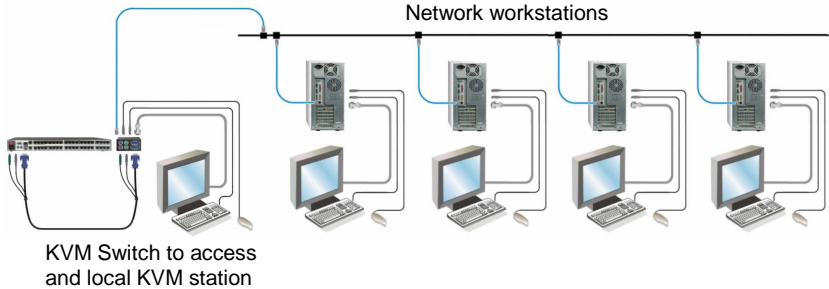 Network workstations
KVM Switch to access
and local KVM station